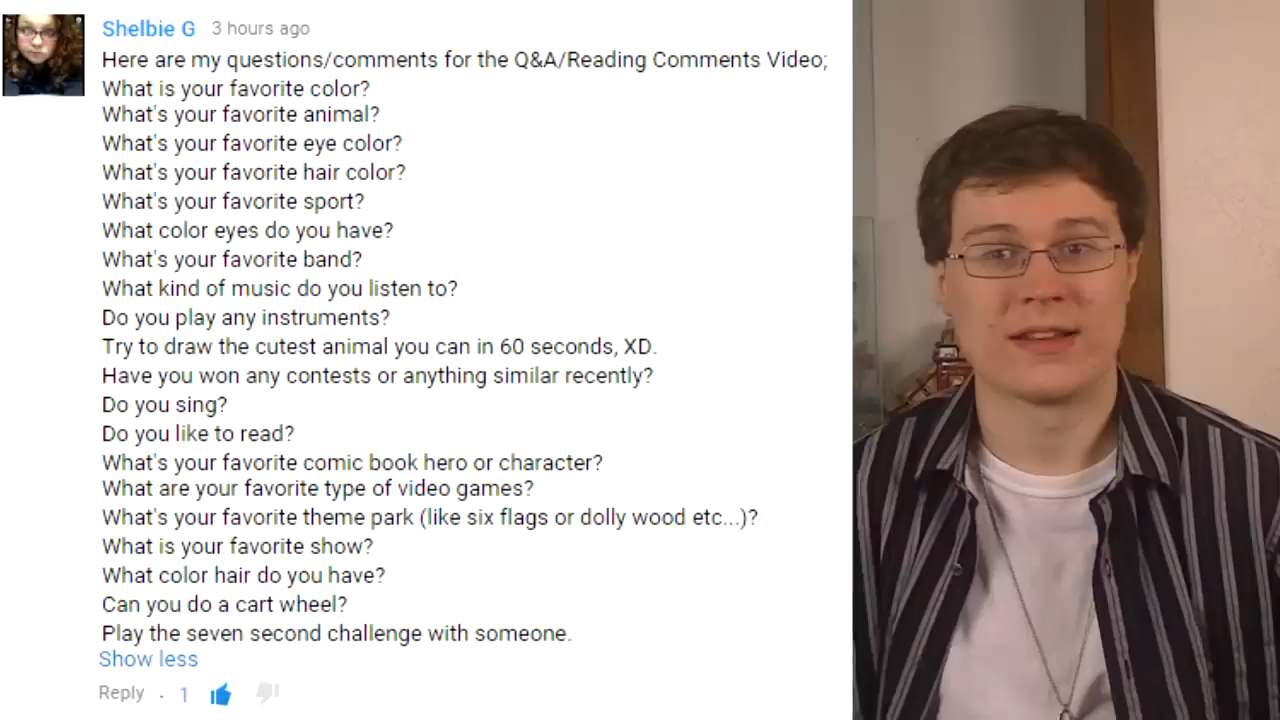 Shelbie G 3 hours ago
Here are my questions/comments for the Q&A/Reading Comments Video;
What is your favorite color?
What's your favorite animal?
What's your favorite eye color?
What's your favorite hair color?
What's your favorite sport?
What color eyes do you have?
What's your favorite band?
What kind of music do you listen to?
Do you play any instruments?
Try to draw the cutest animal you can in 60 seconds, XD.
Have you won any contests or anything similar recently?
Do you sing?
Do you like to read?
What's your favorite comic book hero or character?
What are your favorite type of video games?
What's your favorite theme park (like six flags or dolly wood etc...)?
What is your favorite show?
What color hair do you have?
Can you do a cart wheel?
Play the seven second challenge with someone.
Show less
Reply · 1